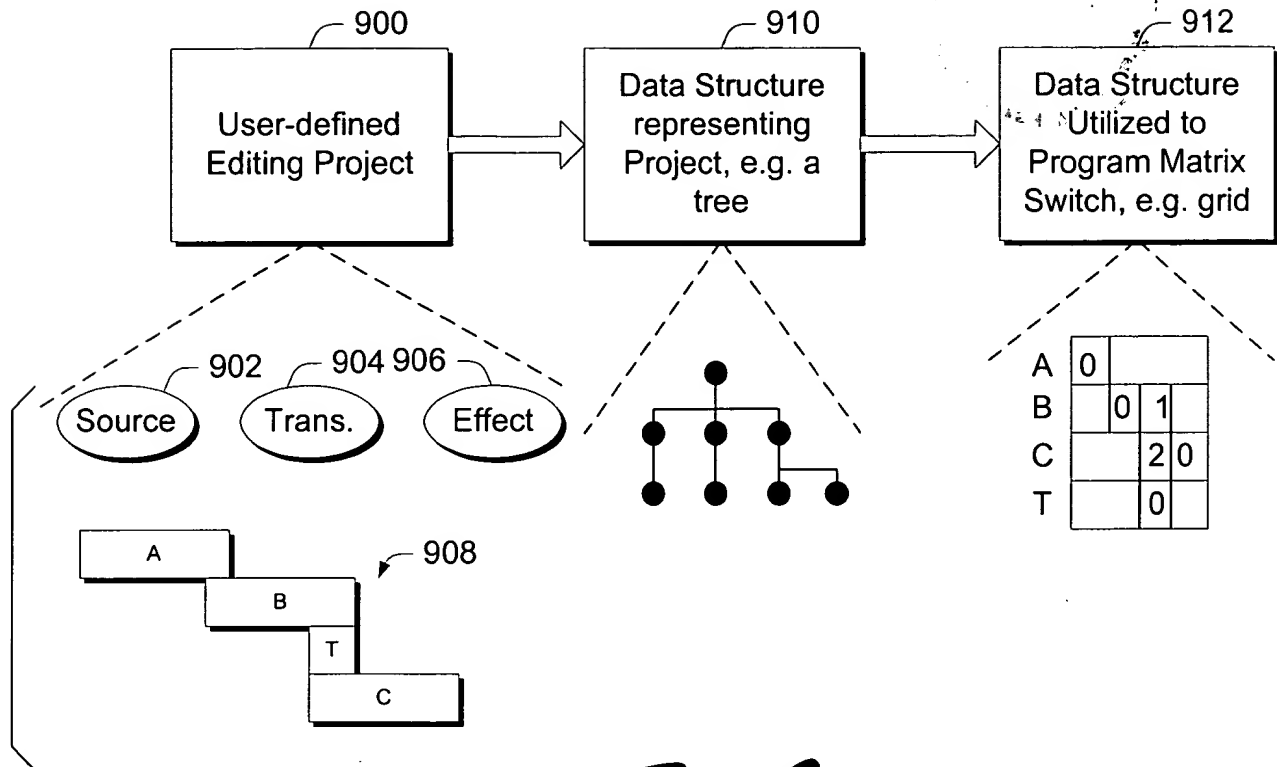 900
910
912
User-defined
Editing Project
Data Structure
representing
Project, e.g. a
tree
Data Structure
Utilized to
Program Matrix
Switch, e.g. grid
902
904
906
Source
Trans.
Effect
A
B
T
C
908
A 0
B 0 1
C 2 0
T 0